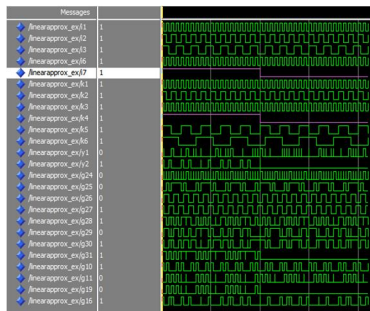 Messages
/linearapprox_ex/i1 1
/linearapprox_ex/i2 1
/linearapprox_ex/i3 1
/linearapprox_ex/i6 1
/linearapprox_ex/i7 1
/linearapprox_ex/k1 1
/linearapprox_ex/k2 1
/linearapprox_ex/k3 1
/linearapprox_ex/k4 1
/linearapprox_ex/k5 1
/linearapprox_ex/k6 1
/linearapprox_ex/y1 0
/linearapprox_ex/y2 1
/linearapprox_ex/g24 0
/linearapprox_ex/g25 0
/linearapprox_ex/g26 0
/linearapprox_ex/g27 1
/linearapprox_ex/g28 1
/linearapprox_ex/g29 0
/linearapprox_ex/g30 1
/linearapprox_ex/g31 1
/linearapprox_ex/g10 1
/linearapprox_ex/g11 0
/linearapprox_ex/g19 0
/linearapprox_ex/g16 1